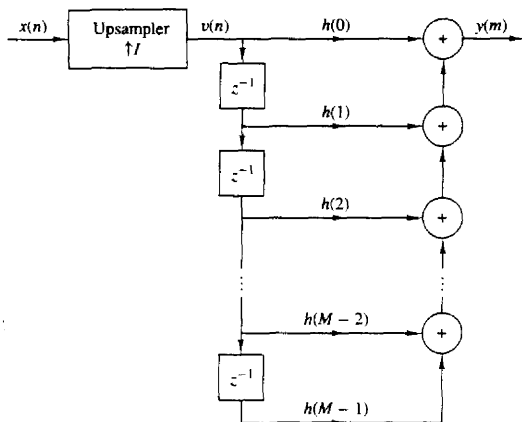 x(n) Upsampler v(n) h(0) + y(m)
↑I
z⁻¹
h(1) +
z⁻¹
h(2) +
h(M − 2) +
z⁻¹
h(M − 1)